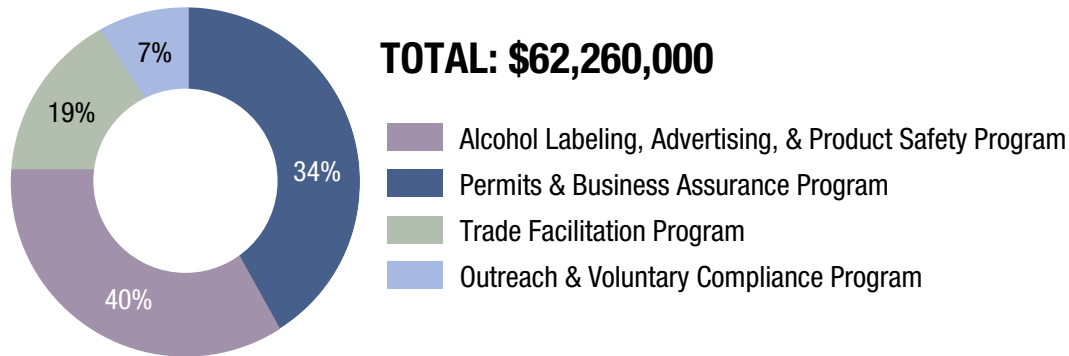 7%
TOTAL: $62,260,000
19%
Alcohol Labeling, Advertising, & Product Safety Program
34%
Permits & Business Assurance Program
Trade Facilitation Program
Outreach & Voluntary Compliance Program
40%